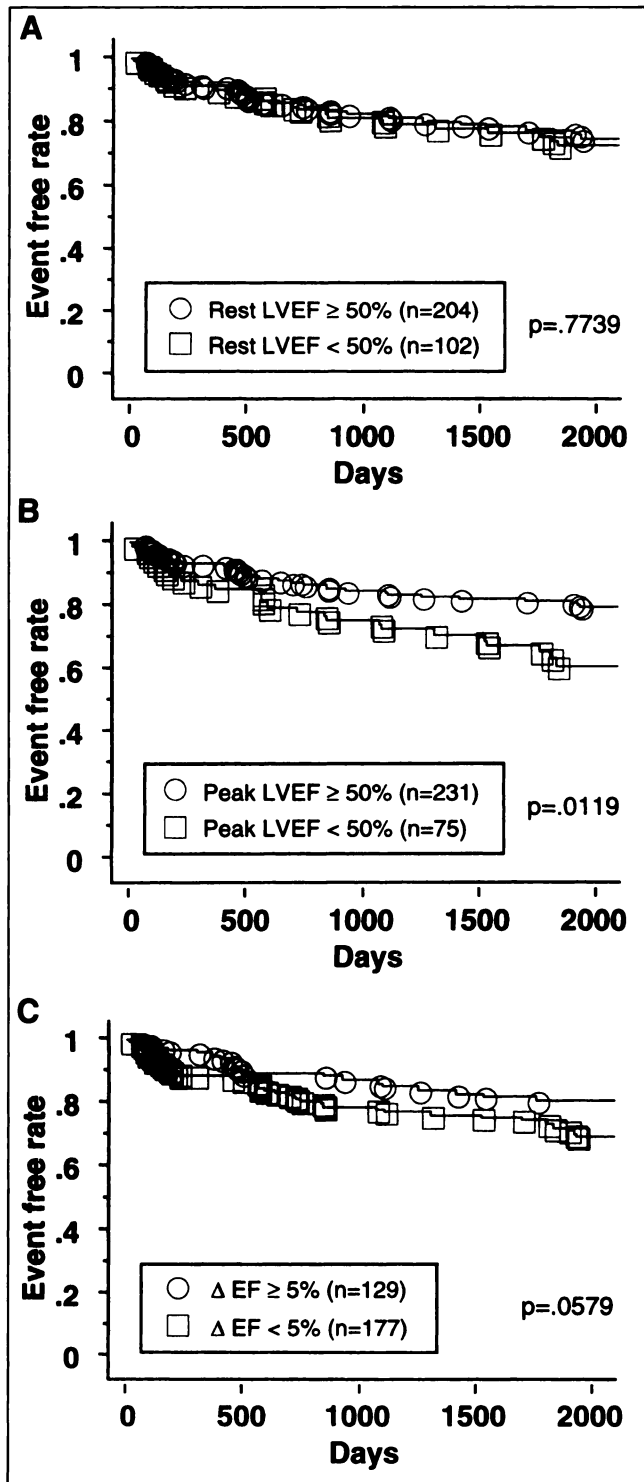 A
Event free rate
1
.8
.6
.4
.2
0
Rest LVEF ≥ 50% (n=204)
Rest LVEF < 50% (n=102)
p=.7739
0 500 1000 1500 2000
Days
B
Event free rate
1
.8
.6
.4
.2
0
Peak LVEF ≥ 50% (n=231)
Peak LVEF < 50% (n=75)
p=.0119
0 500 1000 1500 2000
Days
C
Event free rate
1
.8
.6
.4
.2
0
Δ EF ≥ 5% (n=129)
Δ EF < 5% (n=177)
p=.0579
0 500 1000 1500 2000
Days